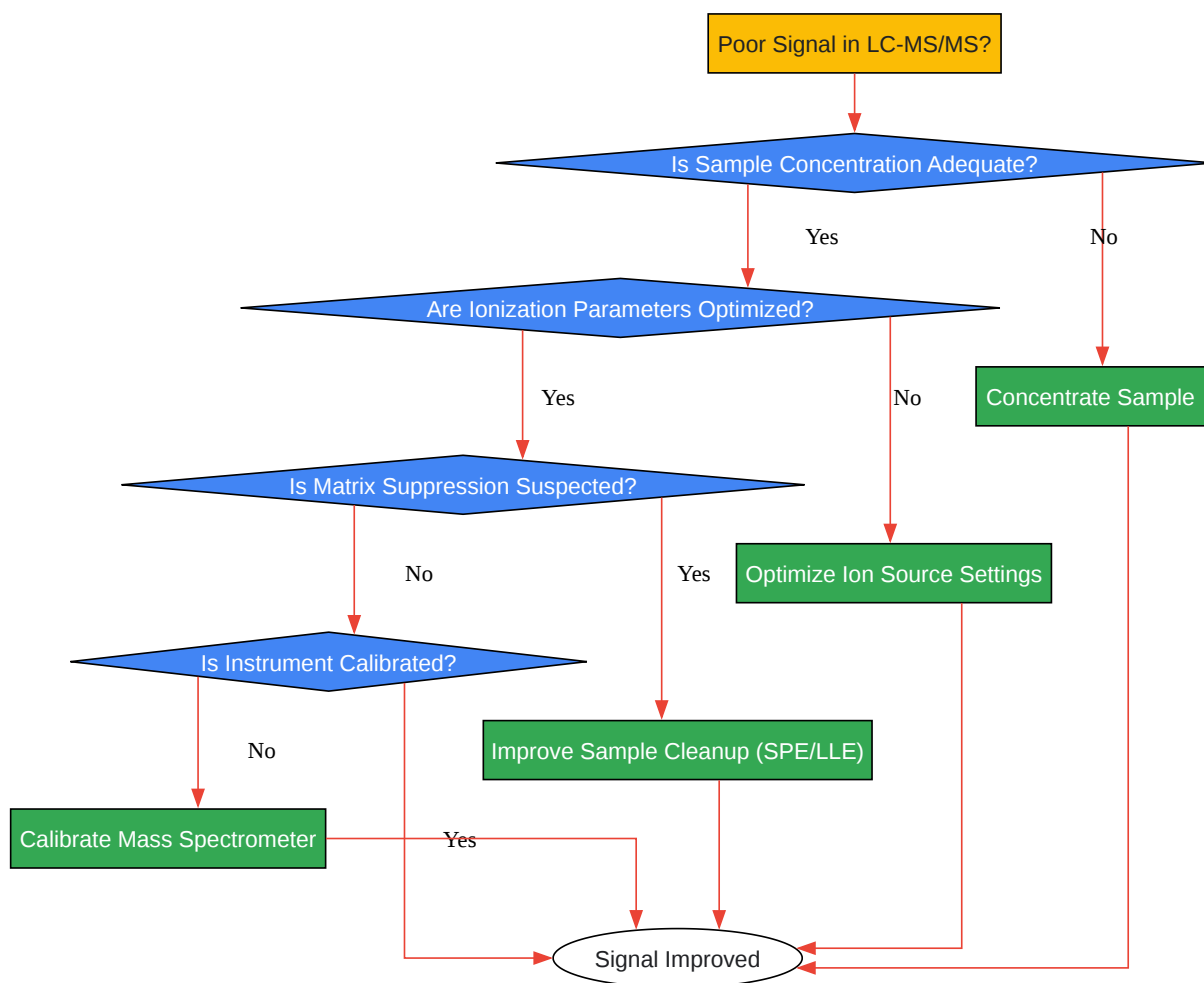 Poor Signal in LC-MS/MS?
Is Sample Concentration Adequate?
Yes
No
Are Ionization Parameters Optimized?
Yes
No
Concentrate Sample
Is Matrix Suppression Suspected?
No
Yes
Optimize Ion Source Settings
Is Instrument Calibrated?
No
Improve Sample Cleanup (SPE/LLE)
Calibrate Mass Spectrometer
Yes
Signal Improved